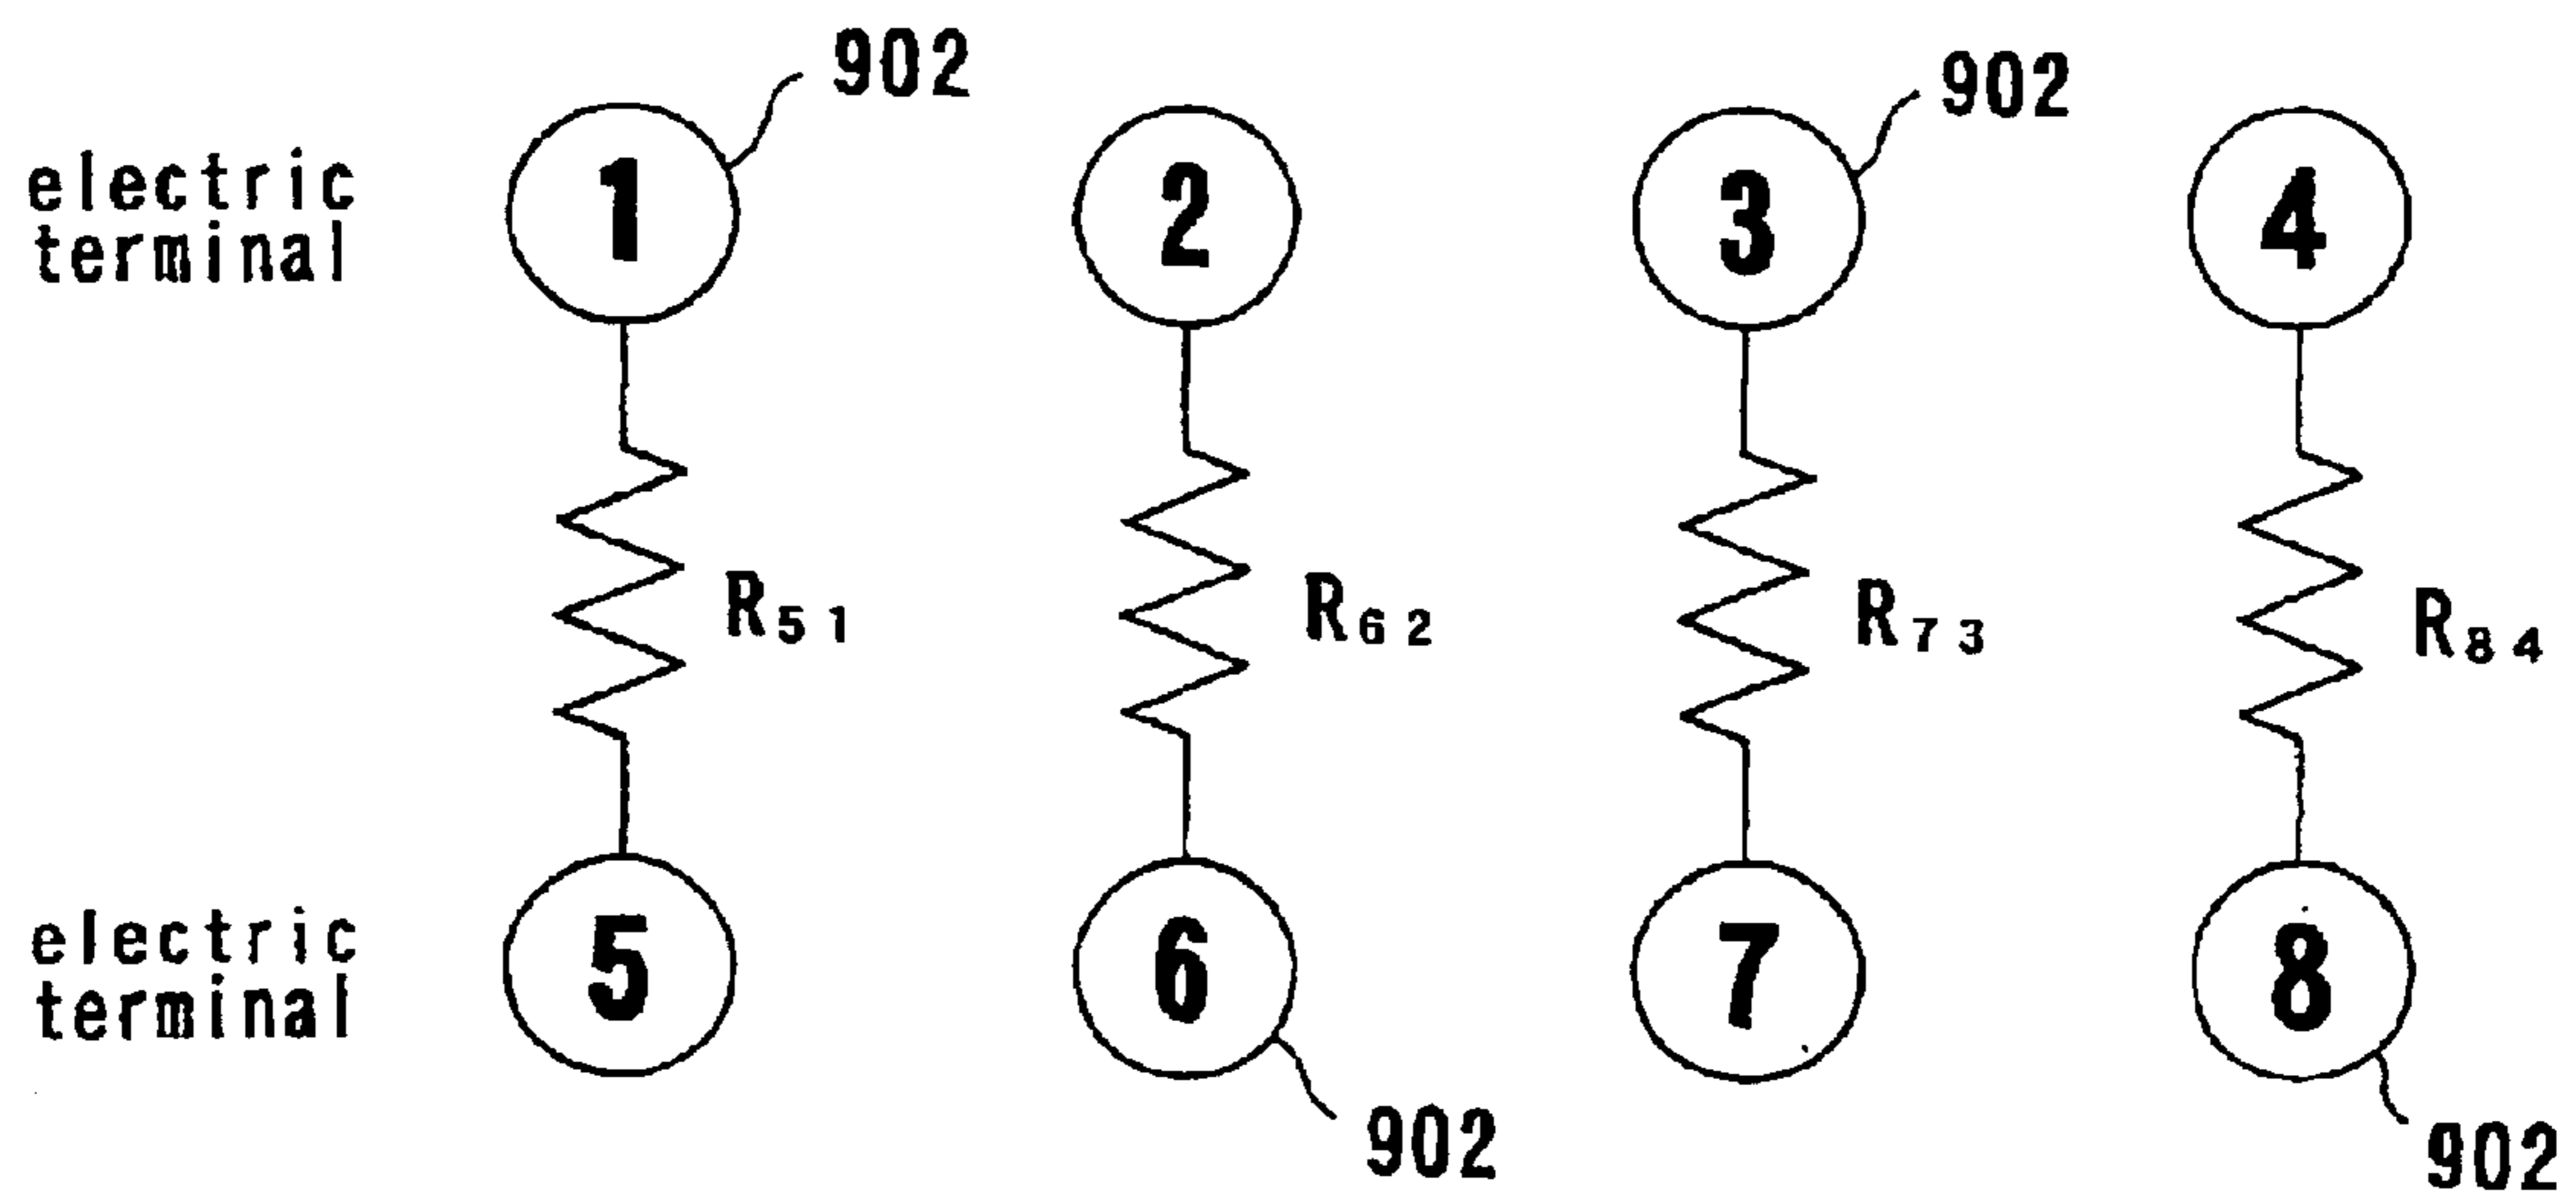 902
902
electric
terminal
1 2 3 4
R51 R62 R73 R84
electric
terminal
5 6 7 8
902
902